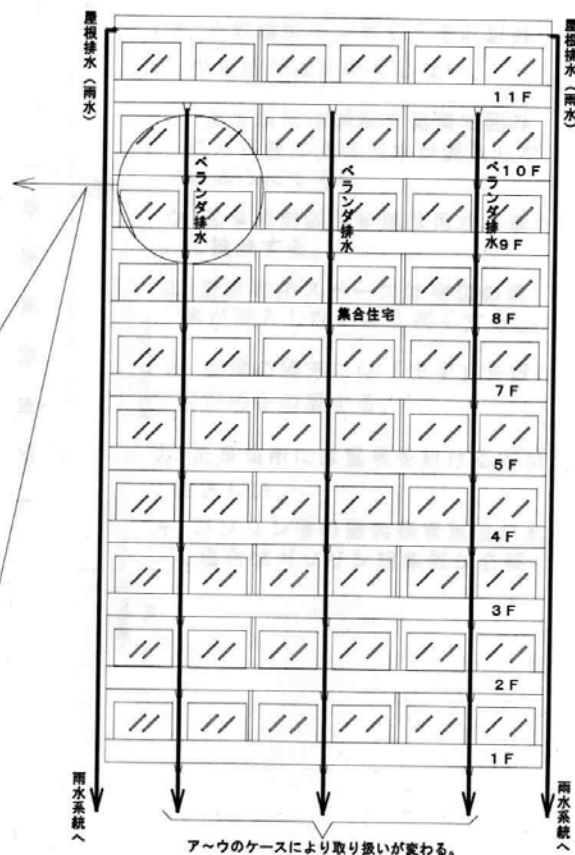 屋根排水(雨水)
屋根排水(雨水)
11F
10F
ベランダ排水
ベランダ排水
ベランダ排水
9F
集合住宅
8F
7F
5F
4F
3F
2F
1F
雨水系統へ
雨水系統へ
ア~ウのケースにより取り扱いが変わる。